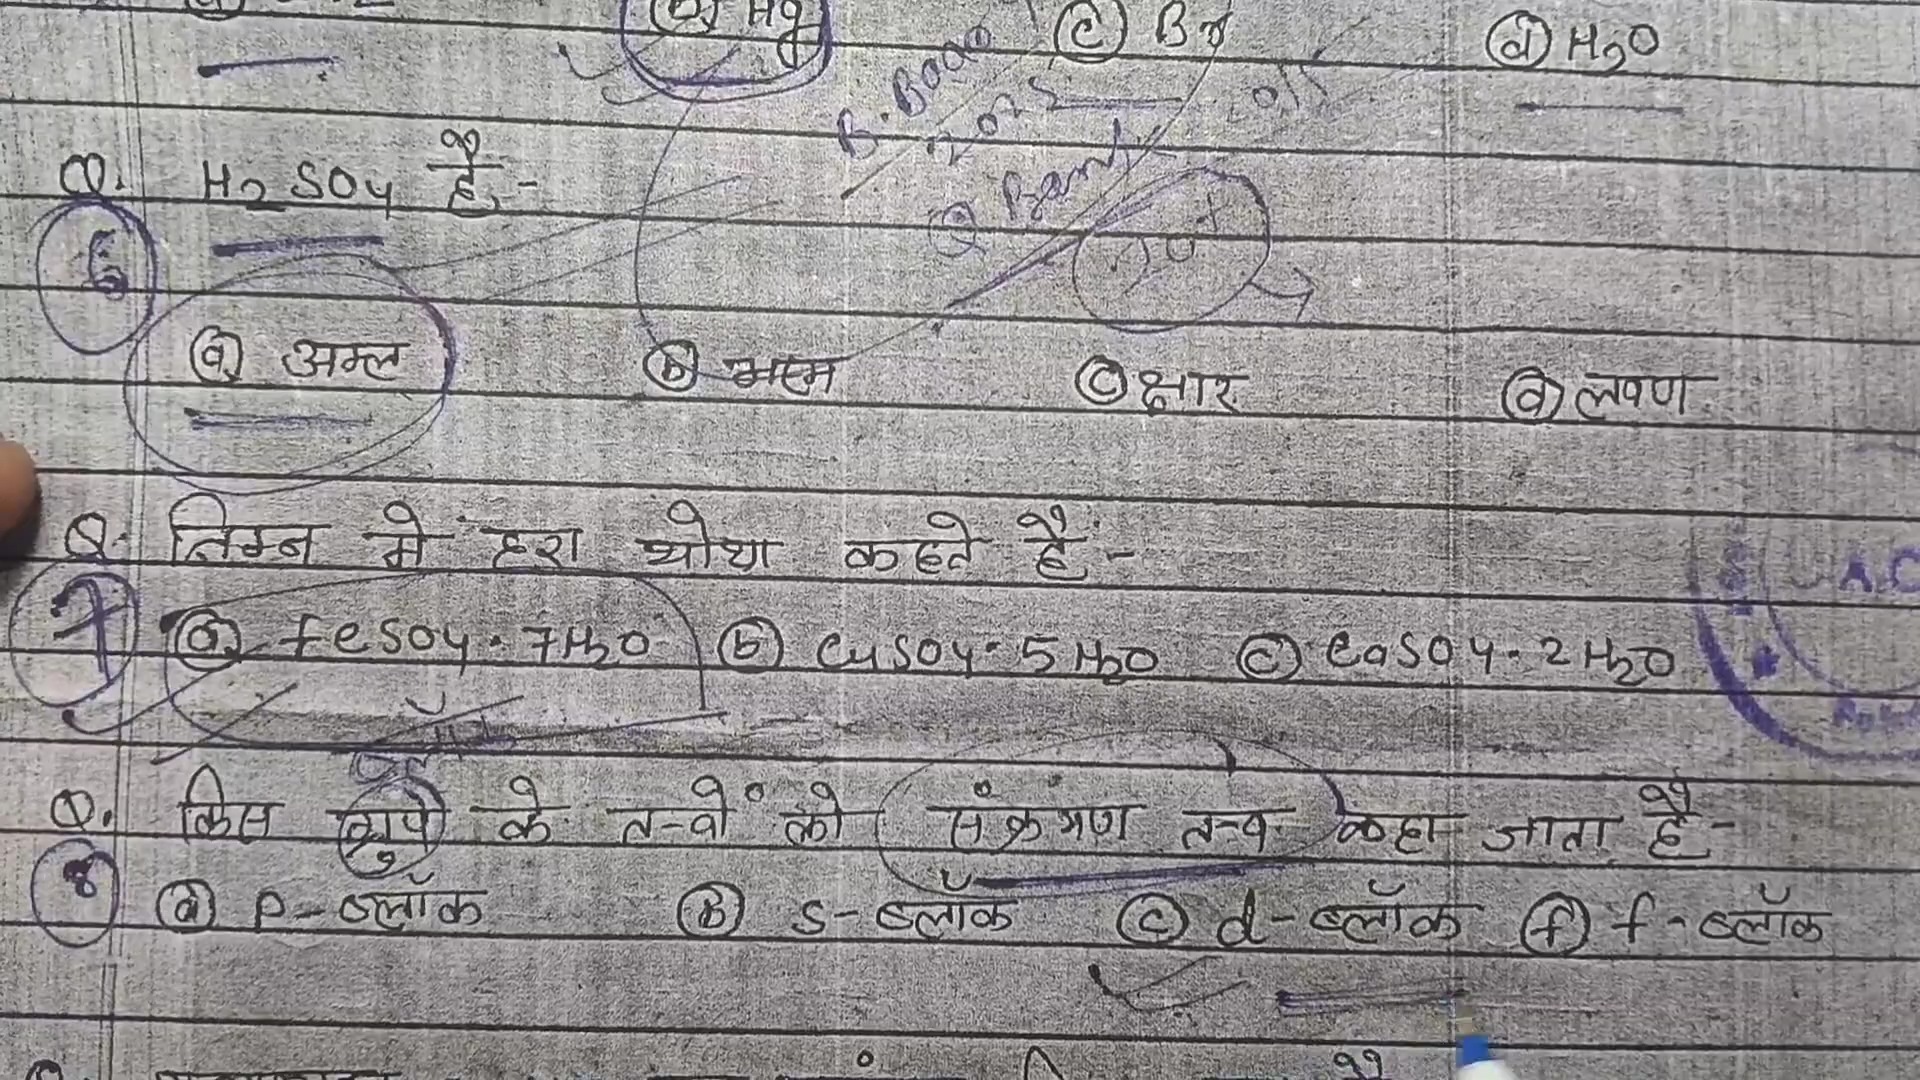 (b) Hg (c) Br (d) H2O
B.Board
2025
Q. H2SO4 है -
6
(a) अम्ल (b) भस्म (c) क्षार (d) लवण
Q. निम्न मे हरा थोथा कहते है -
7 (a) FeSO4.7H2O (b) CuSO4.5H2O (c) CaSO4.2H2O
A.C
Q. किस ग्रुप के तत्वों को संक्रंमण तत्व कहा जाता है -
8 (a) p-ब्लॉक (b) s-ब्लॉक (c) d-ब्लॉक (f) f-ब्लॉक